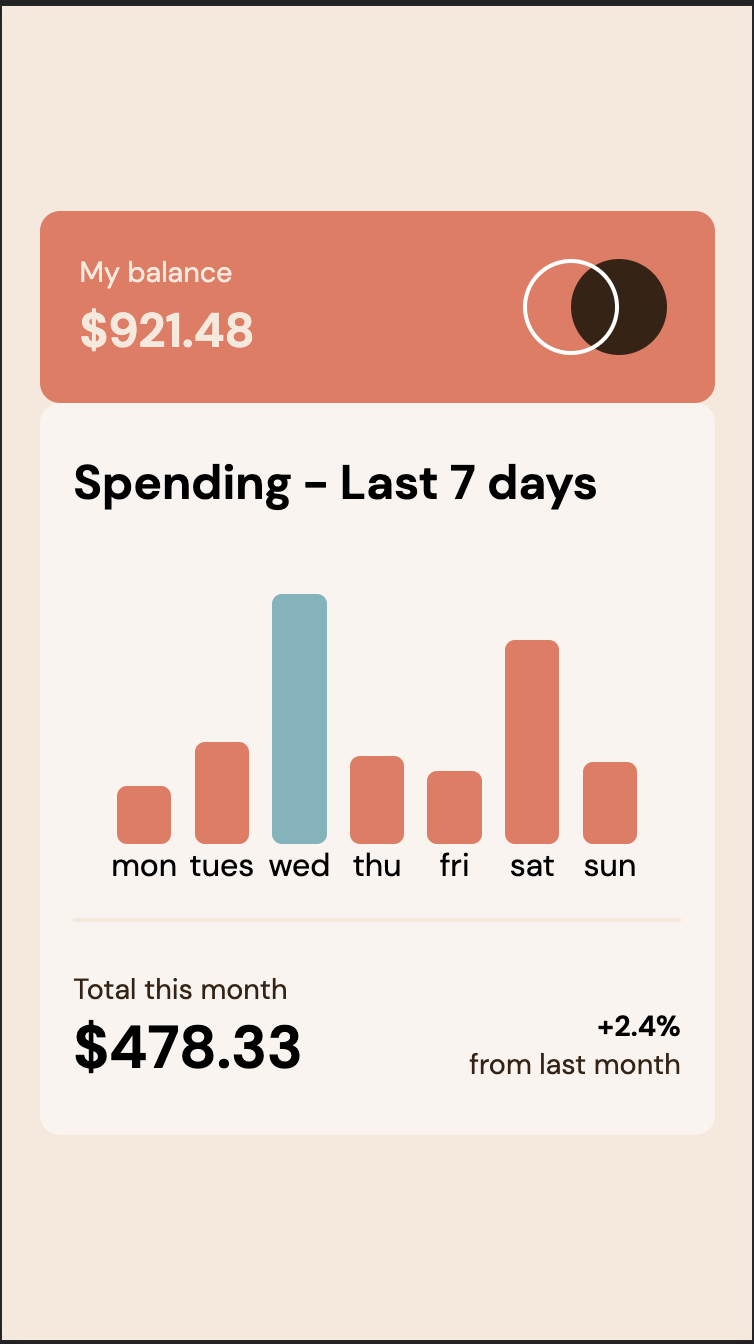 My balance
$921.48
Spending – Last 7 days
mon tues wed thu fri sat sun
Total this month
$478.33
+2.4%
from last month